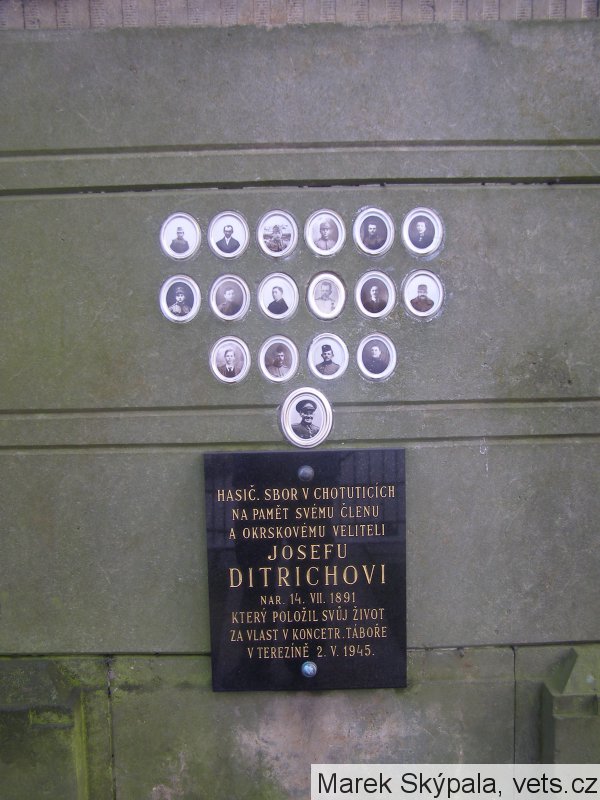 HASIČ. SBOR V CHOTUTICÍCH
NA PAMĚT SVÉMU ČLENU
A OKRSKOVÉMU VELITELI
JOSEFU
DITRICHOVI
NAR. 14. VII. 1891
KTERÝ POLOŽIL SVŮJ ŽIVOT
ZA VLAST V KONCETR. TÁBOŘE
V TEREZÍNĚ 2. V. 1945.
Marek Skýpala, vets.cz